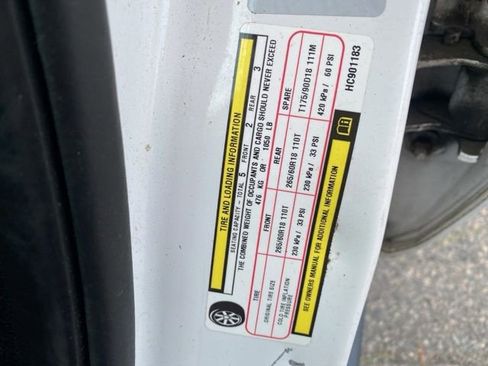 TIRE AND LOADING INFORMATION
SEATING CAPACITY - TOTAL 5 FRONT 2 REAR 3
THE COMBINED WEIGHT OF OCCUPANTS AND CARGO SHOULD NEVER EXCEED
476 KG OR 1050 LB
TIRE FRONT REAR SPARE
ORIGINAL TIRE SIZE 265/60R18 110T 265/60R18 110T T175/90D18 111M
COLD TIRE INFLATION PRESSURE 230 kPa / 33 PSI 230 kPa / 33 PSI 420 kPa / 60 PSI
SEE OWNERS MANUAL FOR ADDITIONAL INFORMATION
HC901183